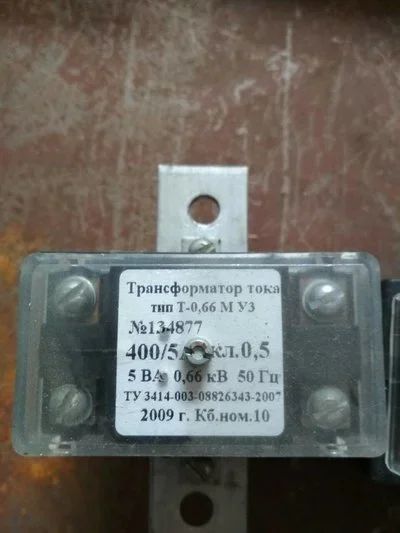 Трансформатор тока
тип Т-0,66 М У3
№134877
400/5А кл.0,5
5 ВА 0,66 кВ 50 Гц
ТУ 3414-003-08826343-2007
2009 г. Кб.ном.10